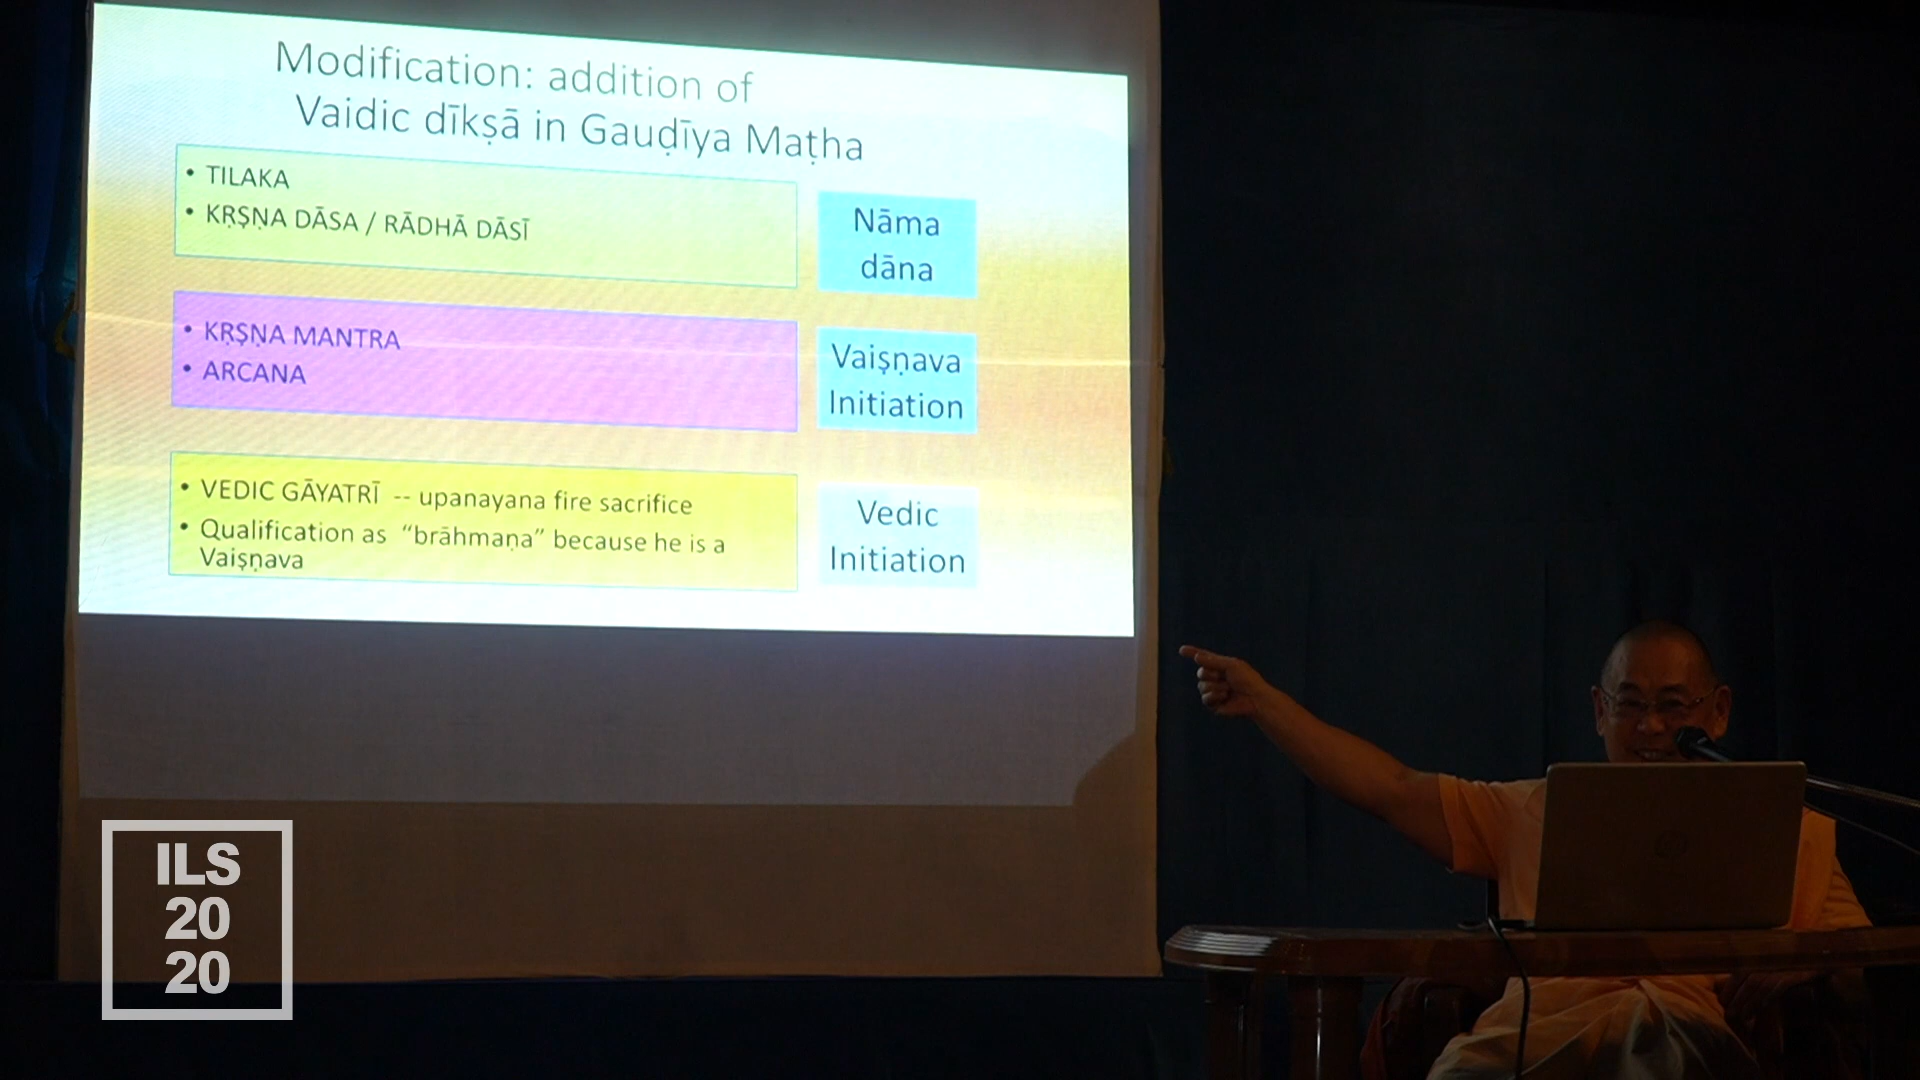 Modification: addition of
Vaidic dīkṣā in Gauḍīya Maṭha
• TILAKA
• KṚṢṆA DĀSA / RĀDHĀ DĀSĪ
Nāma
dāna
• KṚṢṆA MANTRA
• ARCANA
Vaiṣṇava
Initiation
• VEDIC GĀYATRĪ -- upanayana fire sacrifice
• Qualification as “brāhmaṇa” because he is a
Vaiṣṇava
Vedic
Initiation
ILS
20
20